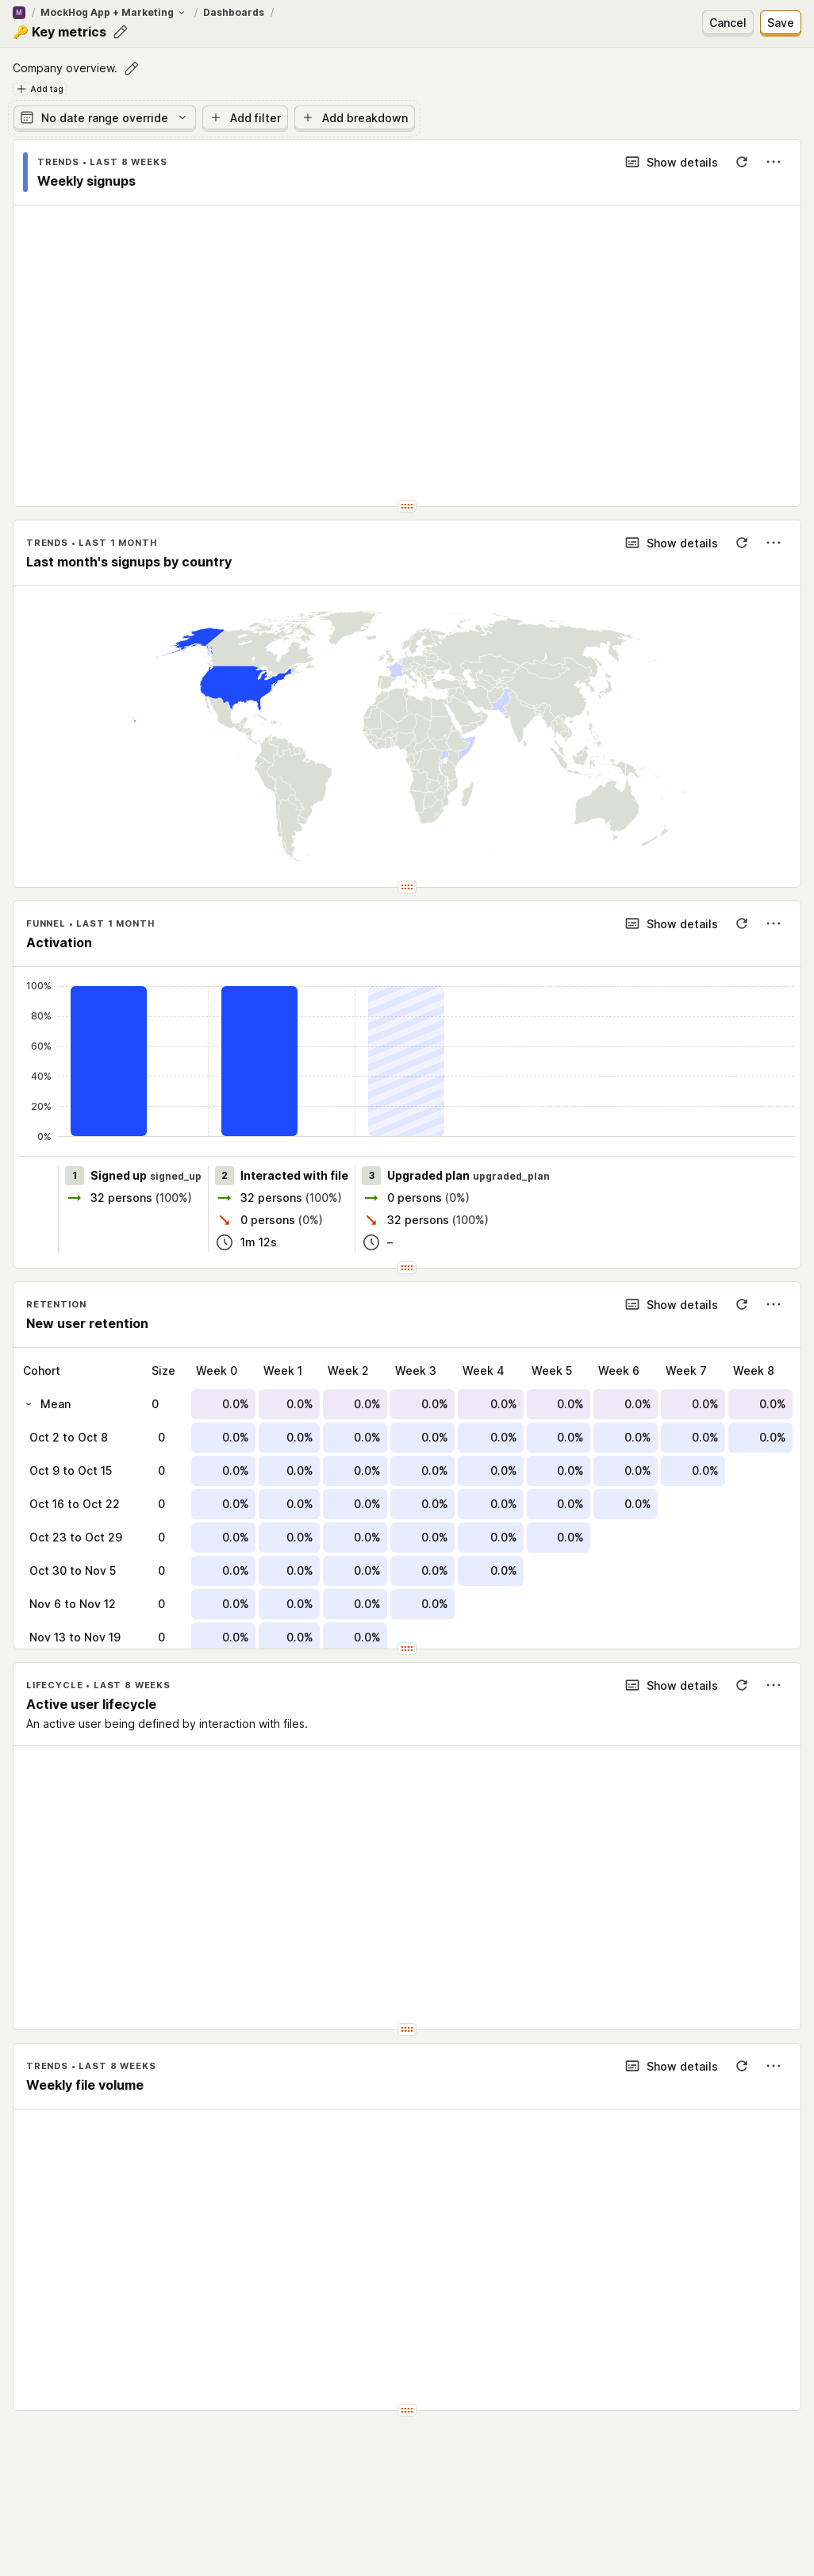 M / MockHog App + Marketing / Dashboards /
🔑 Key metrics
Cancel Save
Company overview.
Add tag
No date range override Add filter Add breakdown
TRENDS • LAST 8 WEEKS
Weekly signups
Show details
TRENDS • LAST 1 MONTH
Last month's signups by country
Show details
FUNNEL • LAST 1 MONTH
Activation
Show details
100%
80%
60%
40%
20%
0%
1 Signed up signed_up
32 persons (100%)
2 Interacted with file
32 persons (100%)
0 persons (0%)
1m 12s
3 Upgraded plan upgraded_plan
0 persons (0%)
32 persons (100%)
–
RETENTION
New user retention
Show details
Cohort Size Week 0 Week 1 Week 2 Week 3 Week 4 Week 5 Week 6 Week 7 Week 8
Mean 0 0.0% 0.0% 0.0% 0.0% 0.0% 0.0% 0.0% 0.0% 0.0%
Oct 2 to Oct 8 0 0.0% 0.0% 0.0% 0.0% 0.0% 0.0% 0.0% 0.0% 0.0%
Oct 9 to Oct 15 0 0.0% 0.0% 0.0% 0.0% 0.0% 0.0% 0.0% 0.0%
Oct 16 to Oct 22 0 0.0% 0.0% 0.0% 0.0% 0.0% 0.0% 0.0%
Oct 23 to Oct 29 0 0.0% 0.0% 0.0% 0.0% 0.0% 0.0%
Oct 30 to Nov 5 0 0.0% 0.0% 0.0% 0.0% 0.0%
Nov 6 to Nov 12 0 0.0% 0.0% 0.0% 0.0%
Nov 13 to Nov 19 0 0.0% 0.0% 0.0%
LIFECYCLE • LAST 8 WEEKS
Active user lifecycle
An active user being defined by interaction with files.
Show details
TRENDS • LAST 8 WEEKS
Weekly file volume
Show details